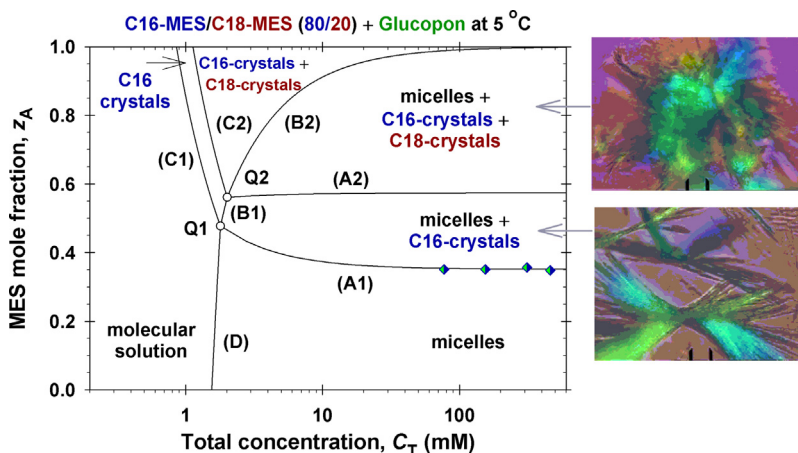 C16-MES/C18-MES (80/20) + Glucopon at 5 °C
MES mole fraction, zA
1.0
0.8
0.6
0.4
0.2
0.0
C16
crystals
C16-crystals +
C18-crystals
(C1)
(C2)
(B2)
micelles +
C16-crystals +
C18-crystals
Q2
(A2)
(B1)
Q1
micelles +
C16-crystals
(A1)
molecular
solution
(D)
micelles
1
10
100
Total concentration, CT (mM)